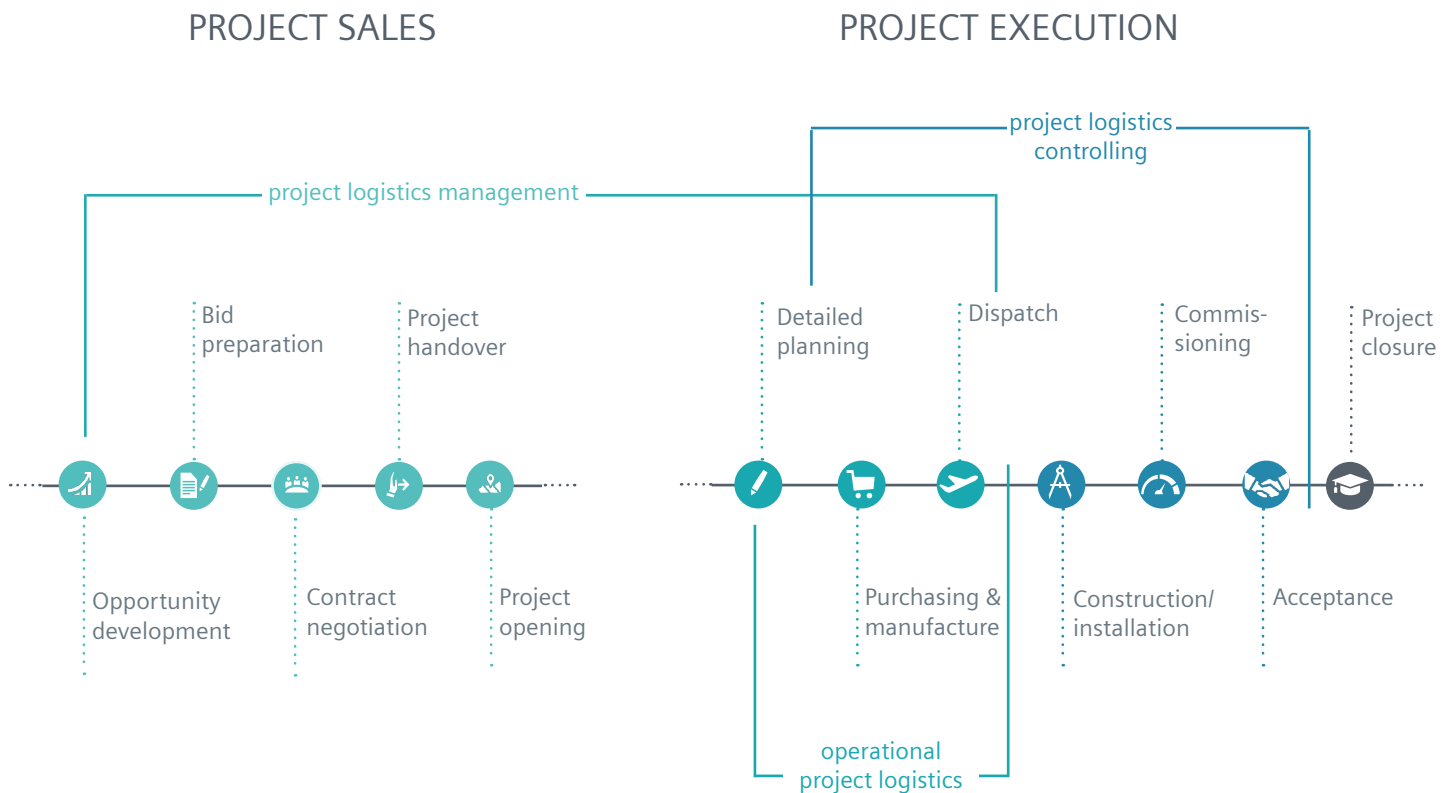 PROJECT SALES
PROJECT EXECUTION
project logistics
controlling
project logistics management
Bid
preparation
Project
handover
Detailed
planning
Dispatch
Commis-
sioning
Project
closure
Opportunity
development
Contract
negotiation
Project
opening
Purchasing &
manufacture
Construction/
installation
Acceptance
operational
project logistics